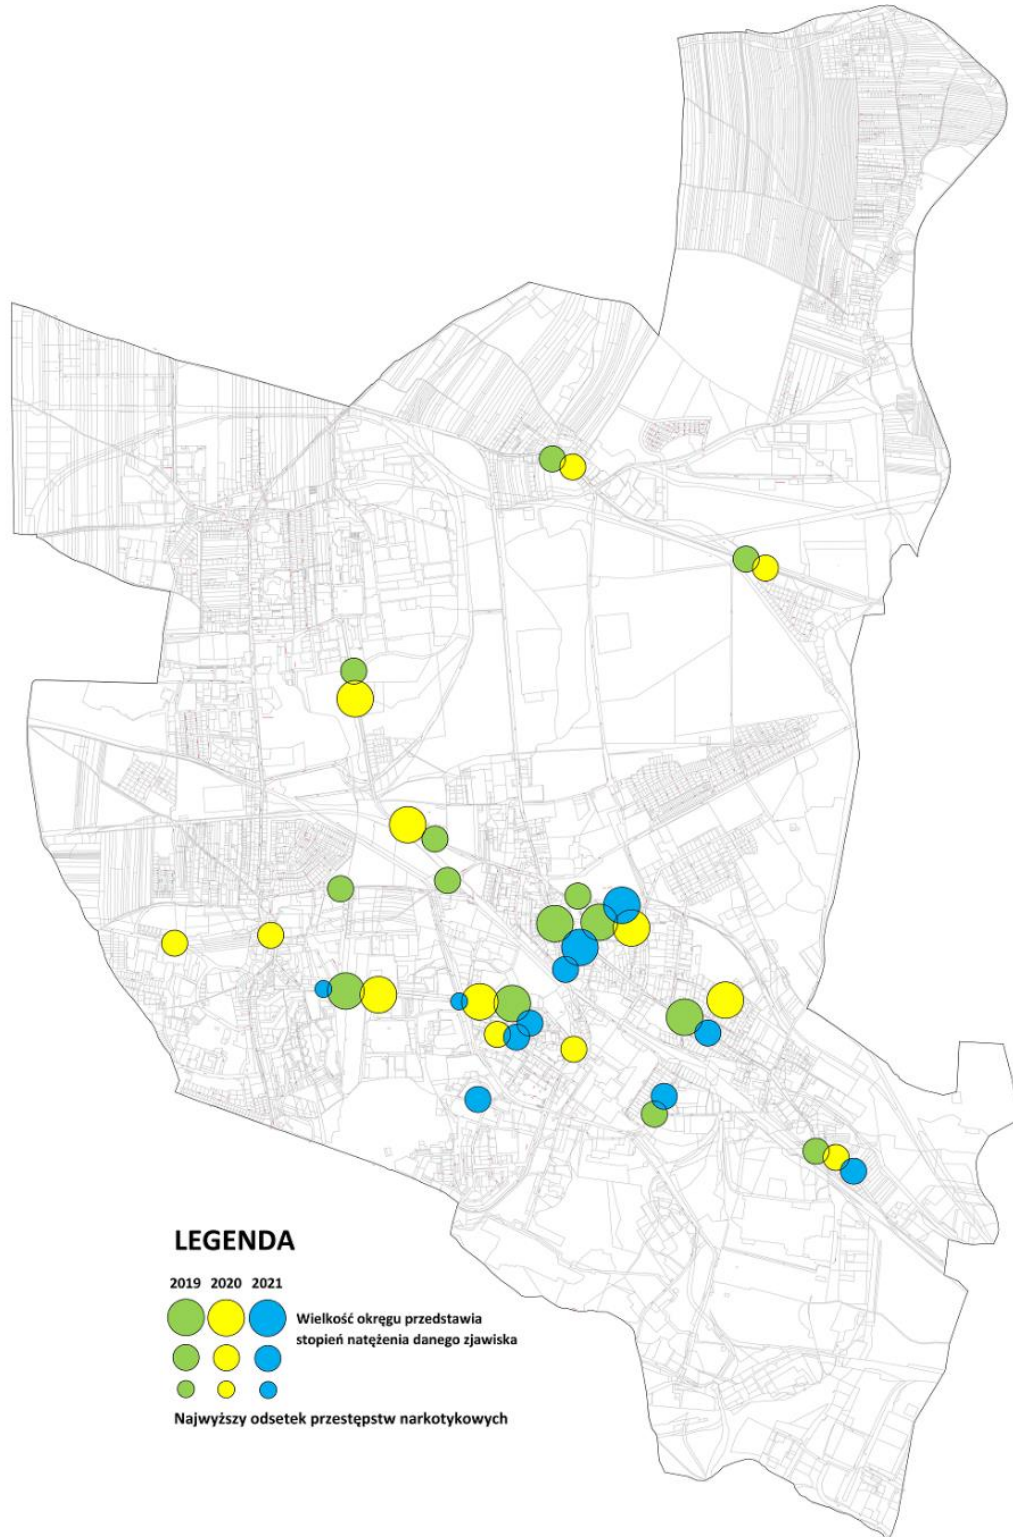 LEGENDA
2019 2020 2021
Wielkość okręgu przedstawia
stopień natężenia danego zjawiska
Najwyższy odsetek przestępstw narkotykowych